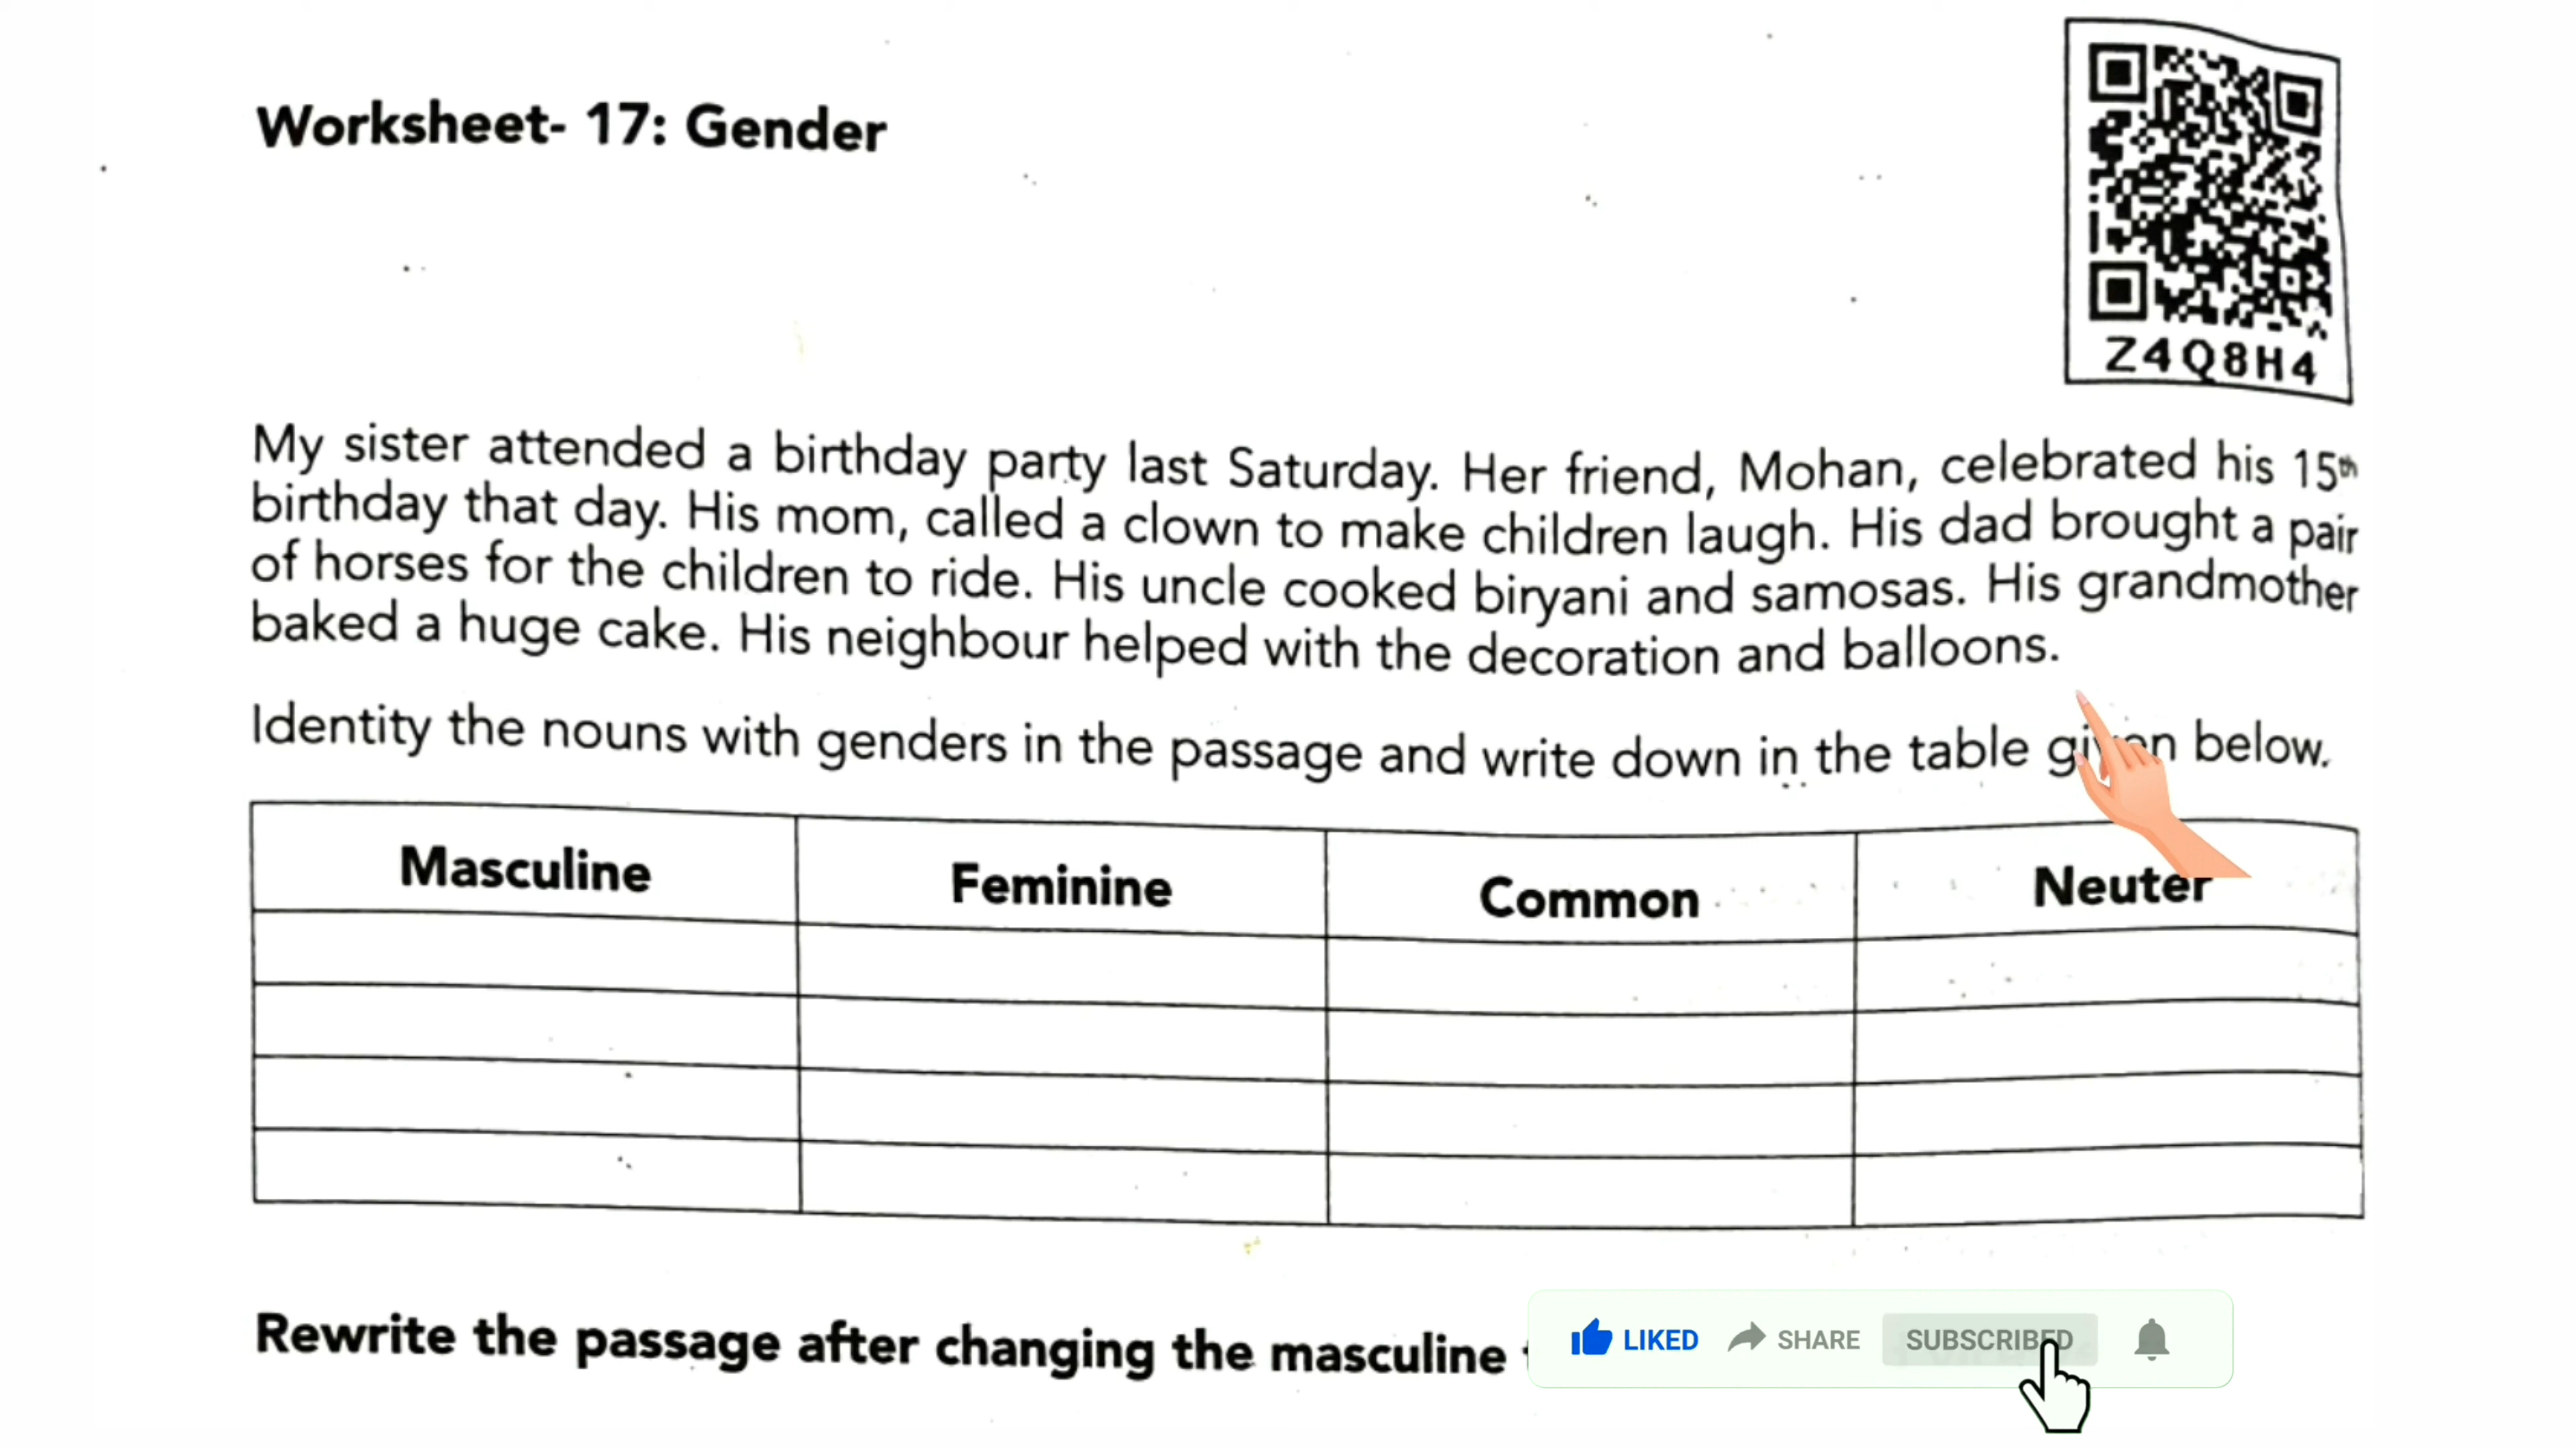 Worksheet- 17: Gender
Z4Q8H4
My sister attended a birthday party last Saturday. Her friend, Mohan, celebrated his 15th
birthday that day. His mom, called a clown to make children laugh. His dad brought a pair
of horses for the children to ride. His uncle cooked biryani and samosas. His grandmother
baked a huge cake. His neighbour helped with the decoration and balloons.
Identity the nouns with genders in the passage and write down in the table given below.
Masculine Feminine Common Neuter
Rewrite the passage after changing the masculine
LIKED SHARE SUBSCRIBED